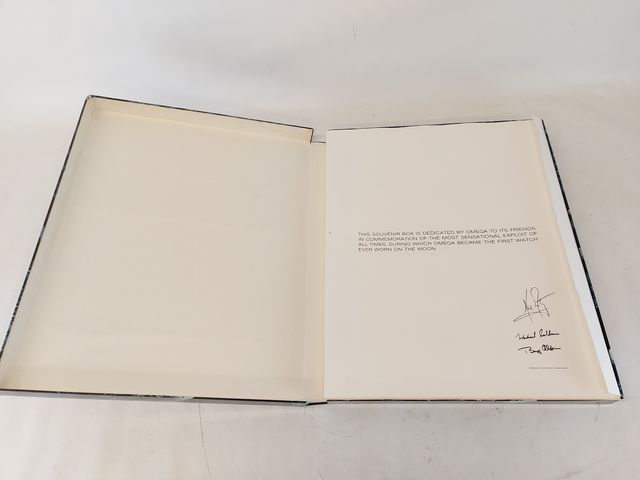 THIS SOUVENIR BOX IS DEDICATED BY OMEGA TO ITS FRIENDS
IN COMMEMORATION OF THE MOST SENSATIONAL EXPLOIT OF
ALL TIMES, DURING WHICH OMEGA BECAME THE FIRST WATCH
EVER WORN ON THE MOON.